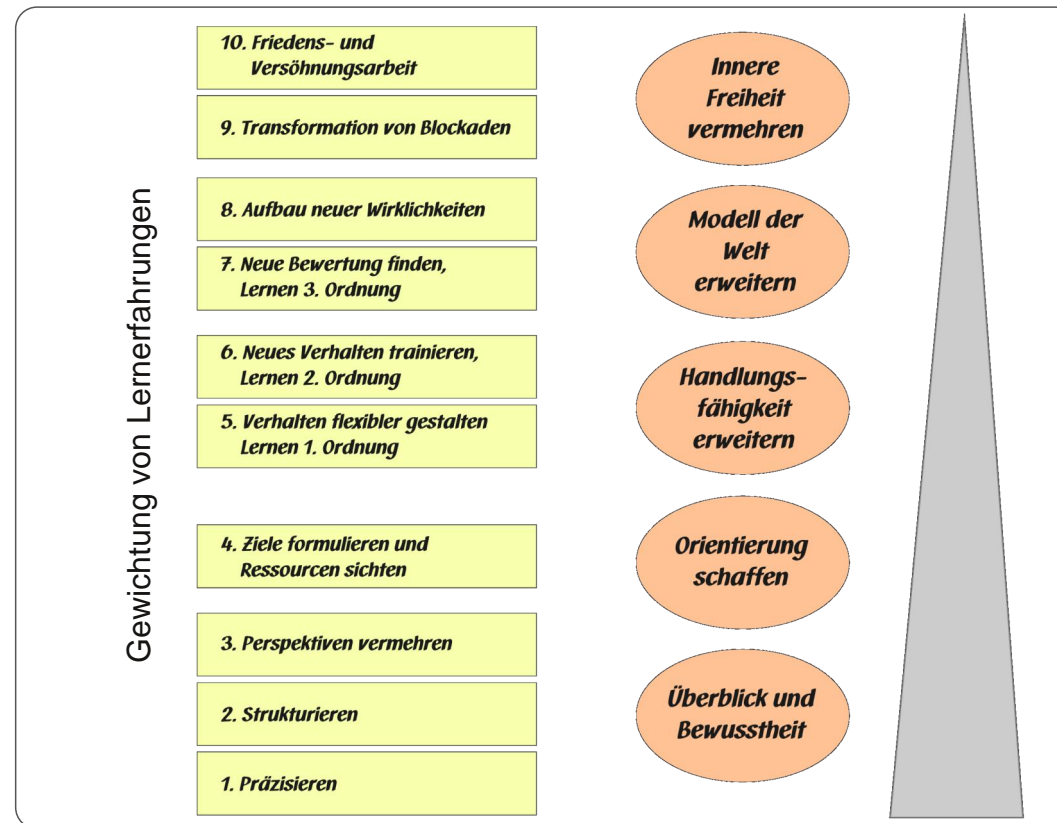 Gewichtung von Lernerfahrungen
10. Friedens- und
Versöhnungsarbeit
9. Transformation von Blockaden
Innere
Freiheit
vermehren
8. Aufbau neuer Wirklichkeiten
7. Neue Bewertung finden,
Lernen 3. Ordnung
Modell der
Welt
erweitern
6. Neues Verhalten trainieren,
Lernen 2. Ordnung
5. Verhalten flexibler gestalten
Lernen 1. Ordnung
Handlungs-
fähigkeit
erweitern
4. Ziele formulieren und
Ressourcen sichten
Orientierung
schaffen
3. Perspektiven vermehren
2. Strukturieren
1. Präzisieren
Überblick und
Bewusstheit